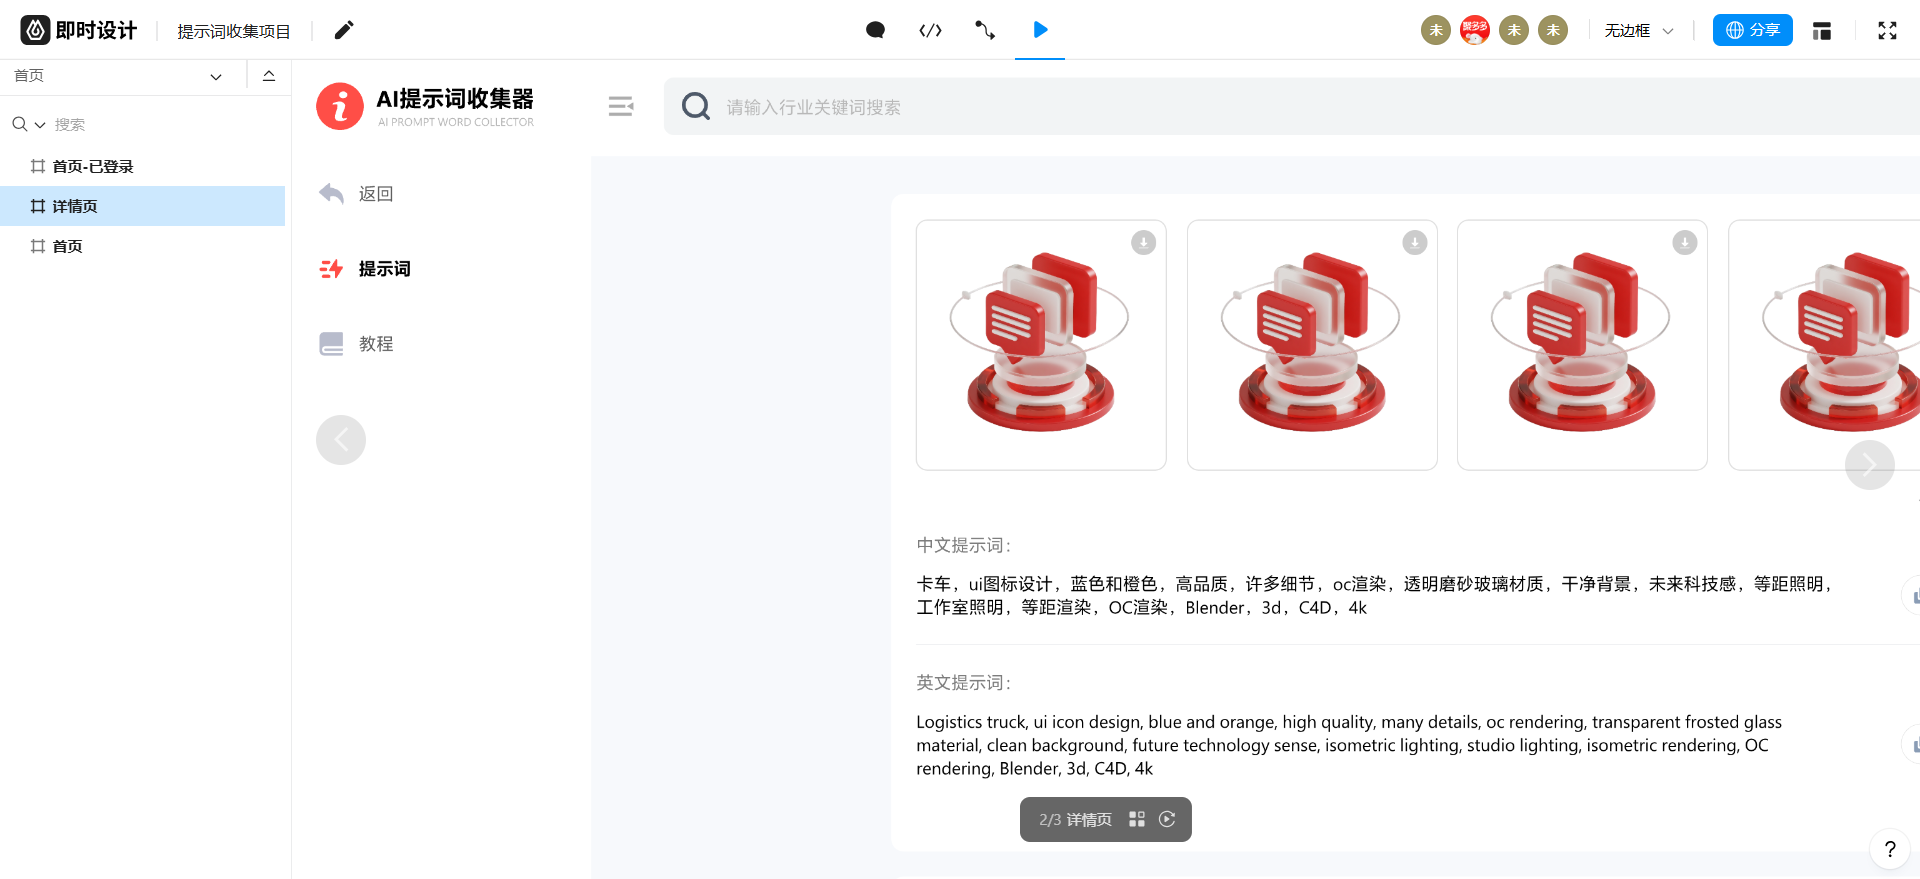 即时设计
提示词收集项目
未
聚多多
未
未
无边框
分享
首页
搜索
首页-已登录
详情页
首页
AI提示词收集器
AI PROMPT WORD COLLECTOR
请输入行业关键词搜索
返回
提示词
教程
中文提示词：
卡车，ui图标设计，蓝色和橙色，高品质，许多细节，oc渲染，透明磨砂玻璃材质，干净背景，未来科技感，等距照明，
工作室照明，等距渲染，OC渲染，Blender，3d，C4D，4k
英文提示词：
Logistics truck, ui icon design, blue and orange, high quality, many details, oc rendering, transparent frosted glass
material, clean background, future technology sense, isometric lighting, studio lighting, isometric rendering, OC
rendering, Blender, 3d, C4D, 4k
2/3 详情页
?